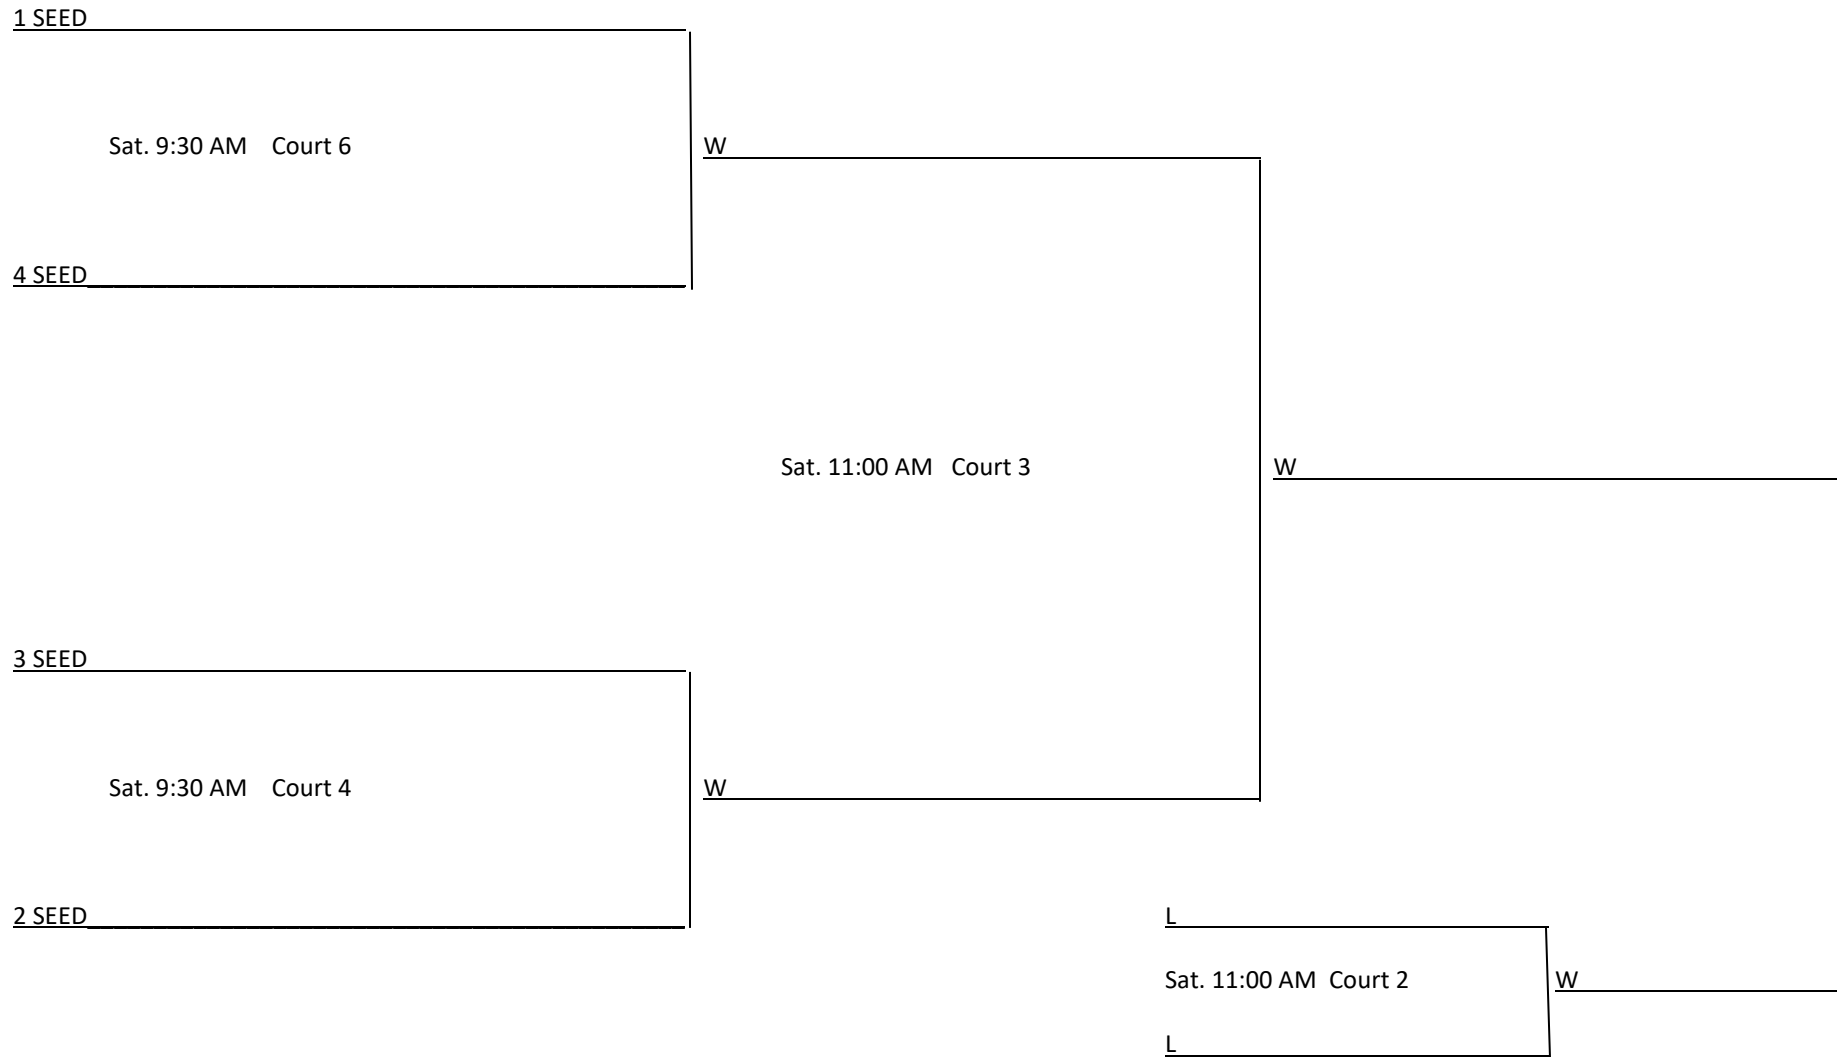 1 SEED
Sat. 9:30 AM Court 6
W
4 SEED
Sat. 11:00 AM Court 3
W
3 SEED
Sat. 9:30 AM Court 4
W
2 SEED
L
Sat. 11:00 AM Court 2
W
L